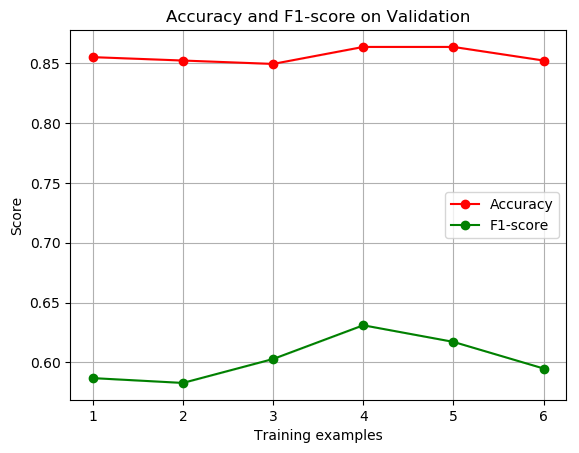 Accuracy and F1-score on Validation
0.85
0.80
0.75
0.70
0.65
0.60
Score
Accuracy
F1-score
1 2 3 4 5 6
Training examples